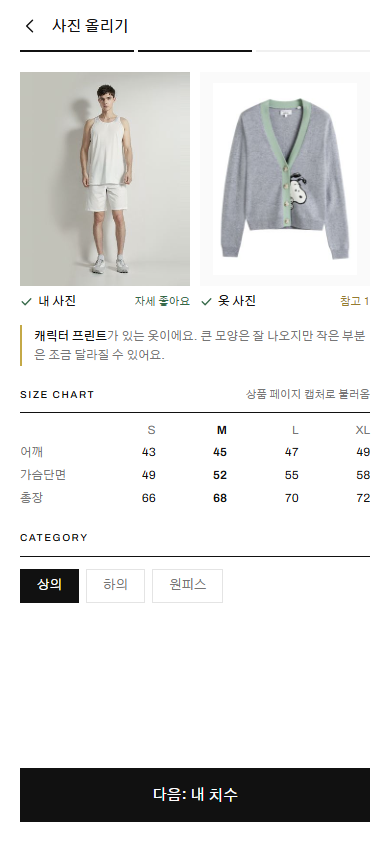 사진 올리기
내 사진 자세 좋아요
옷 사진 참고 1
캐릭터 프린트가 있는 옷이에요. 큰 모양은 잘 나오지만 작은 부분
은 조금 달라질 수 있어요.
SIZE CHART 상품 페이지 캡처로 불러옴
S M L XL
어깨 43 45 47 49
가슴단면 49 52 55 58
총장 66 68 70 72
CATEGORY
상의 하의 원피스
다음: 내 치수